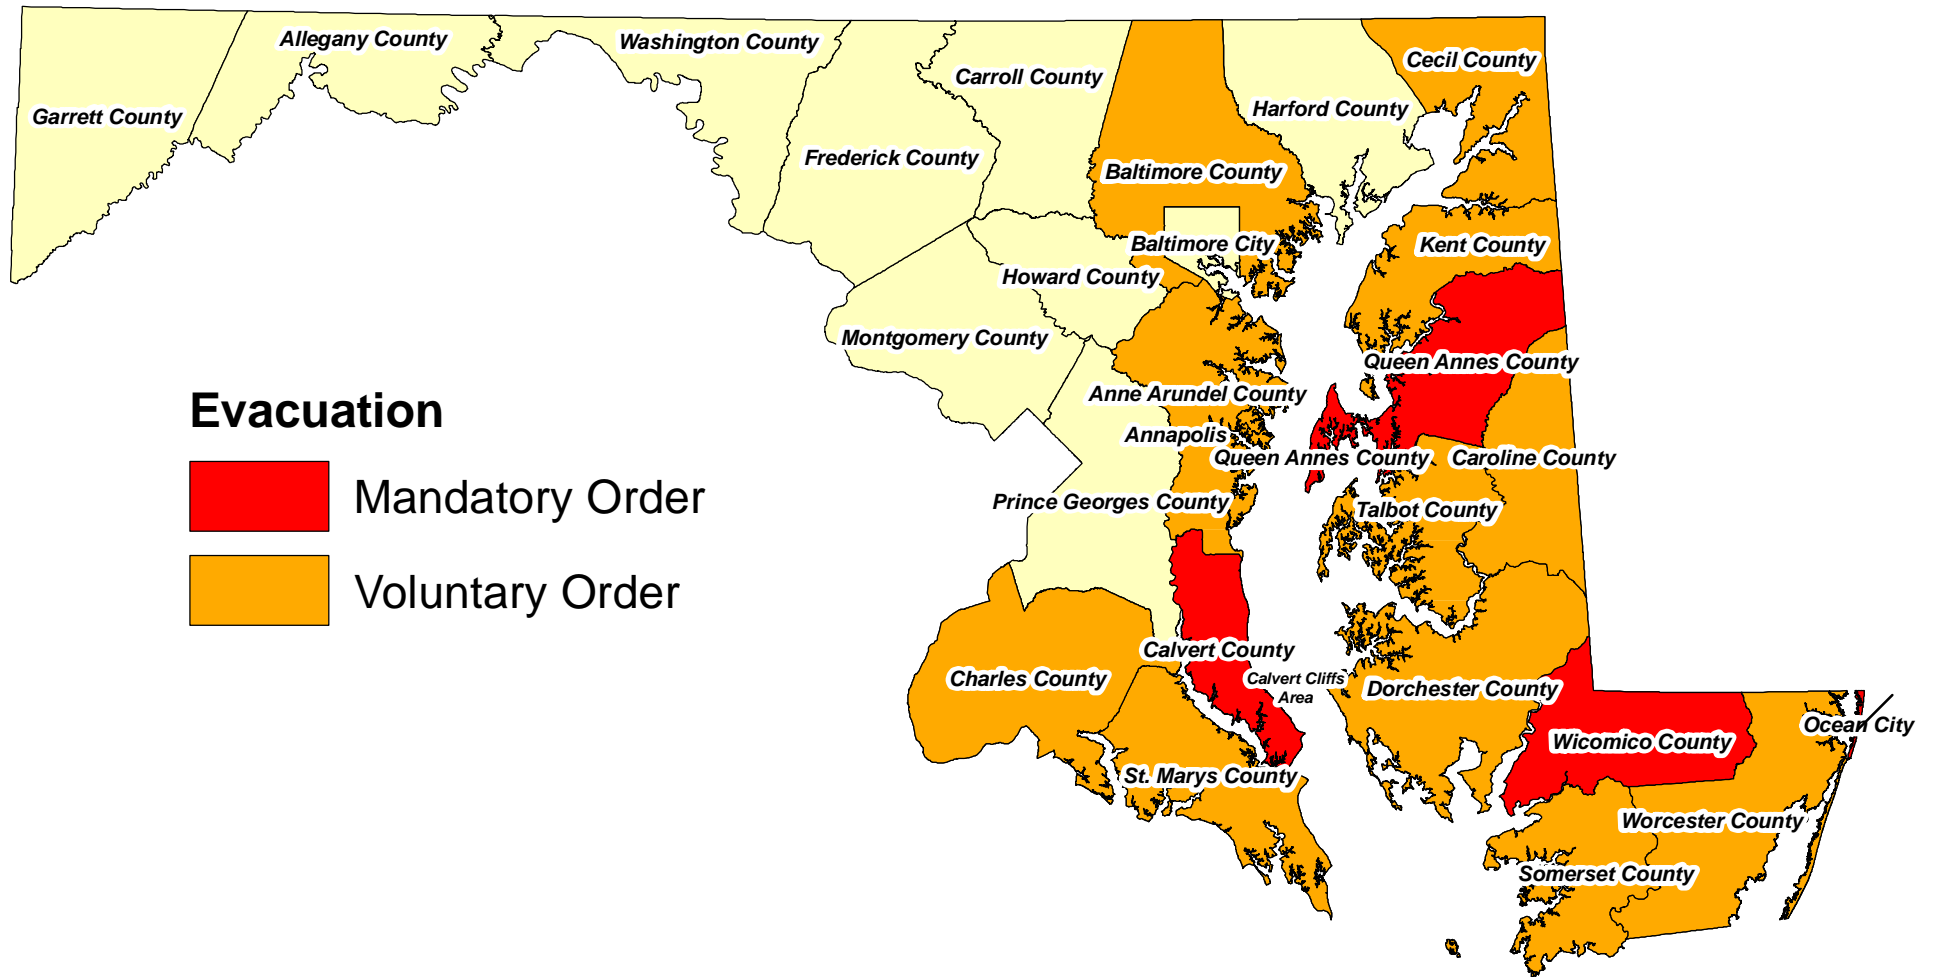 Allegany County
Washington County
Cecil County
Carroll County
Garrett County
Harford County
Frederick County
Baltimore County
Baltimore City
Kent County
Howard County
Montgomery County
Queen Annes County
Anne Arundel County
Annapolis
Queen Annes County
Caroline County
Prince Georges County
Talbot County
Evacuation
Mandatory Order
Voluntary Order
Calvert County
Charles County
Calvert Cliffs
Area
Dorchester County
Ocean City
Wicomico County
St. Marys County
Worcester County
Somerset County